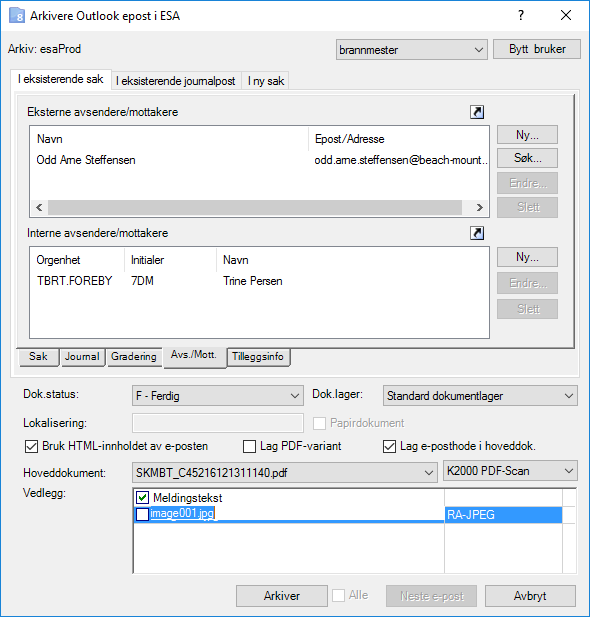 Arkivere Outlook epost i ESA
Arkiv: esaProd
brannmester
Bytt bruker
I eksisterende sak
I eksisterende journalpost
I ny sak
Eksterne avsendere/mottakere
Navn Epost/Adresse
Odd Arne Steffensen odd.arne.steffensen@beach-mount...
Ny...
Søk...
Endre...
Slett
Interne avsendere/mottakere
Orgenhet Initialer Navn
TBRT.FOREBY 7DM Trine Persen
Ny...
Endre...
Slett
Sak
Journal
Gradering
Avs./Mott.
Tilleggsinfo
Dok.status: F - Ferdig Dok.lager: Standard dokumentlager
Lokalisering: Papirdokument
Bruk HTML-innholdet av e-posten Lag PDF-variant Lag e-posthode i hoveddok.
Hoveddokument: SKMBT_C45216121311140.pdf K2000 PDF-Scan
Vedlegg: Meldingstekst
image001.jpg RA-JPEG
Arkiver Alle Neste e-post Avbryt